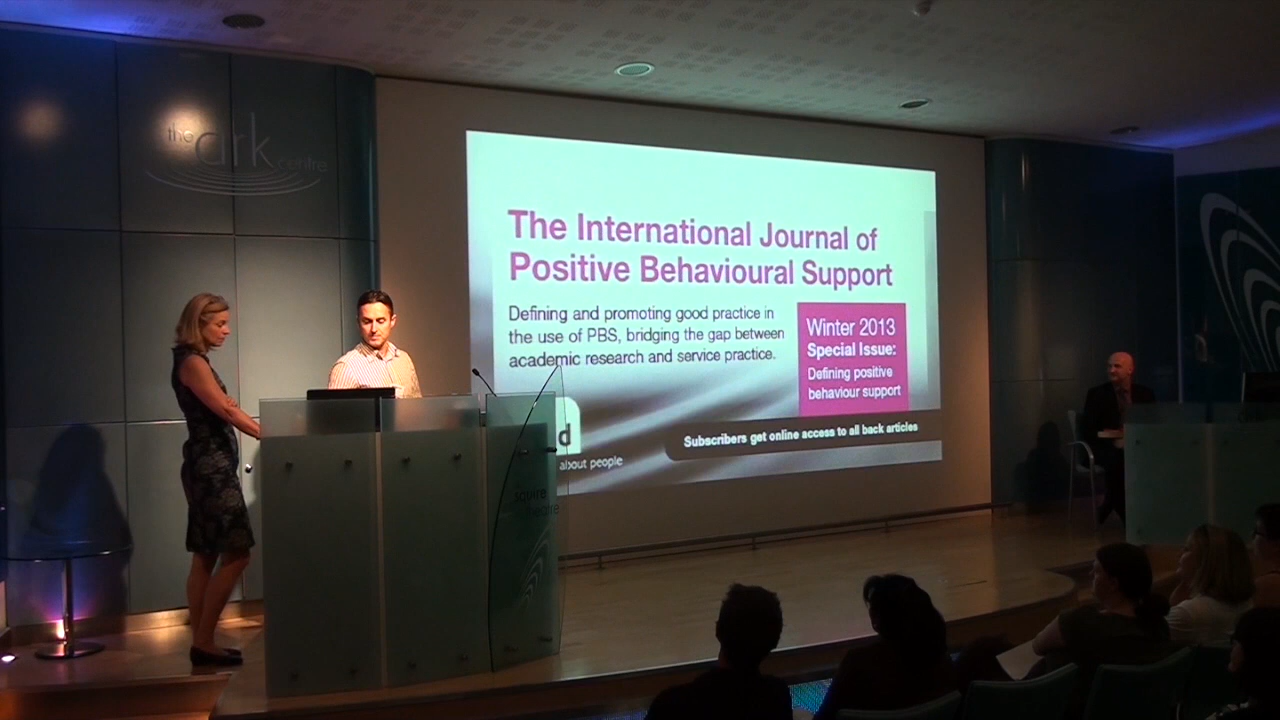 the ark centre
The International Journal of
Positive Behavioural Support
Defining and promoting good practice in
the use of PBS, bridging the gap between
academic research and service practice.
Winter 2013
Special Issue:
Defining positive
behaviour support
Subscribers get online access to all back articles
d
about people
squire
theatre